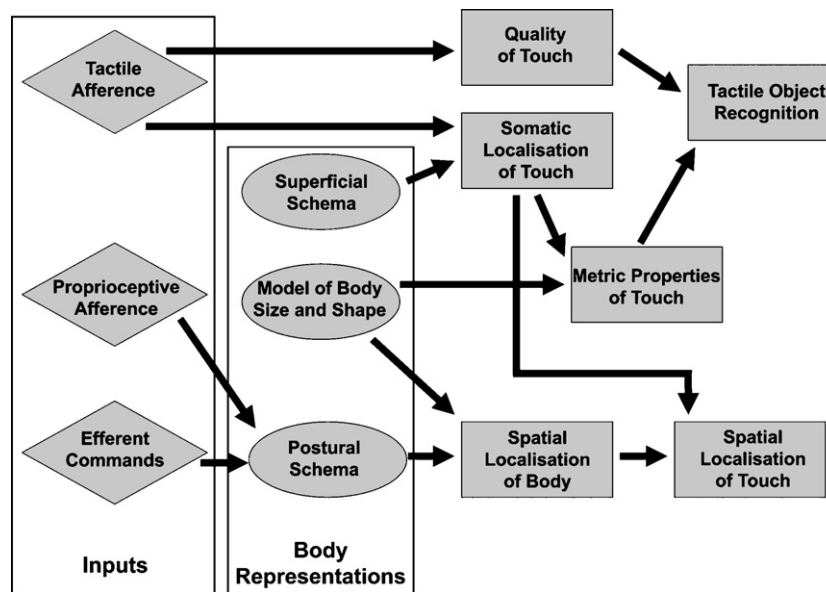 Tactile
Afference
Quality
of Touch
Tactile Object
Recognition
Somatic
Localisation
of Touch
Superficial
Schema
Proprioceptive
Afference
Model of Body
Size and Shape
Metric Properties
of Touch
Efferent
Commands
Postural
Schema
Spatial
Localisation
of Body
Spatial
Localisation
of Touch
Inputs
Body
Representations